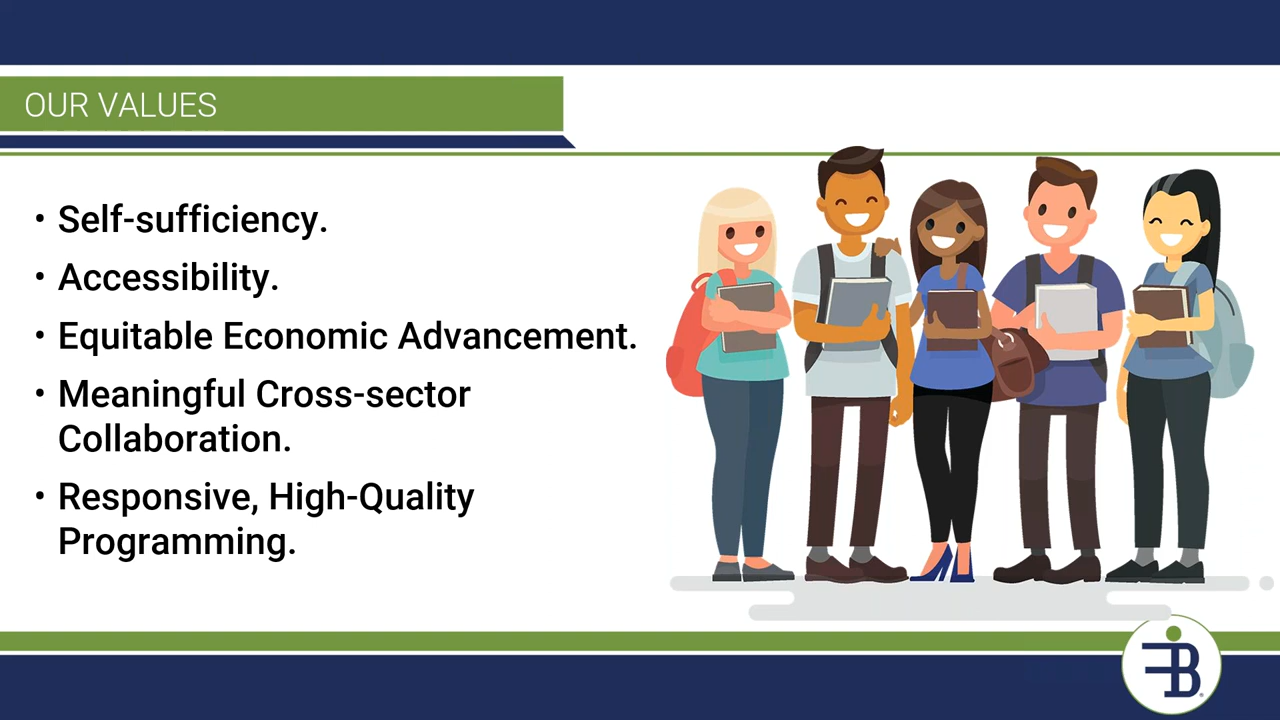 OUR VALUES
• Self-sufficiency.
• Accessibility.
• Equitable Economic Advancement.
• Meaningful Cross-sector
Collaboration.
• Responsive, High-Quality
Programming.